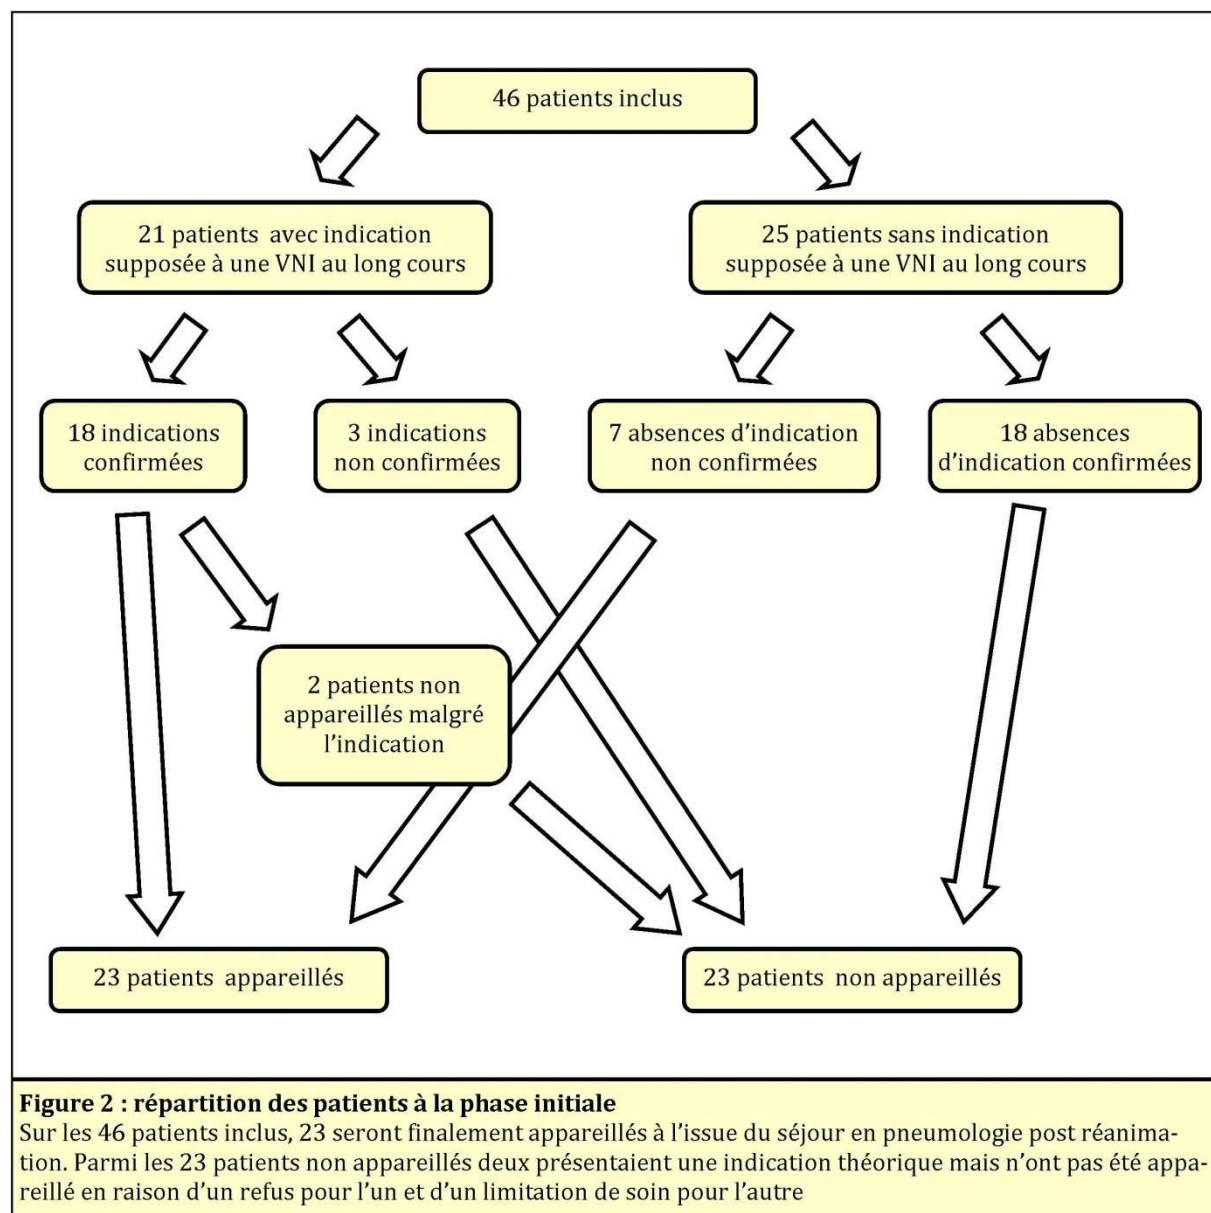 46 patients inclus
21 patients avec indication
supposée à une VNI au long cours
25 patients sans indication
supposée à une VNI au long cours
18 indications
confirmées
3 indications
non confirmées
7 absences d'indication
non confirmées
18 absences
d'indication confirmées
2 patients non
appareillés malgré
l'indication
23 patients appareillés
23 patients non appareillés
Figure 2 : répartition des patients à la phase initiale
Sur les 46 patients inclus, 23 seront finalement appareillés à l'issue du séjour en pneumologie post réanima-
tion. Parmi les 23 patients non appareillés deux présentaient une indication théorique mais n'ont pas été appa-
reillé en raison d'un refus pour l'un et d'un limitation de soin pour l'autre